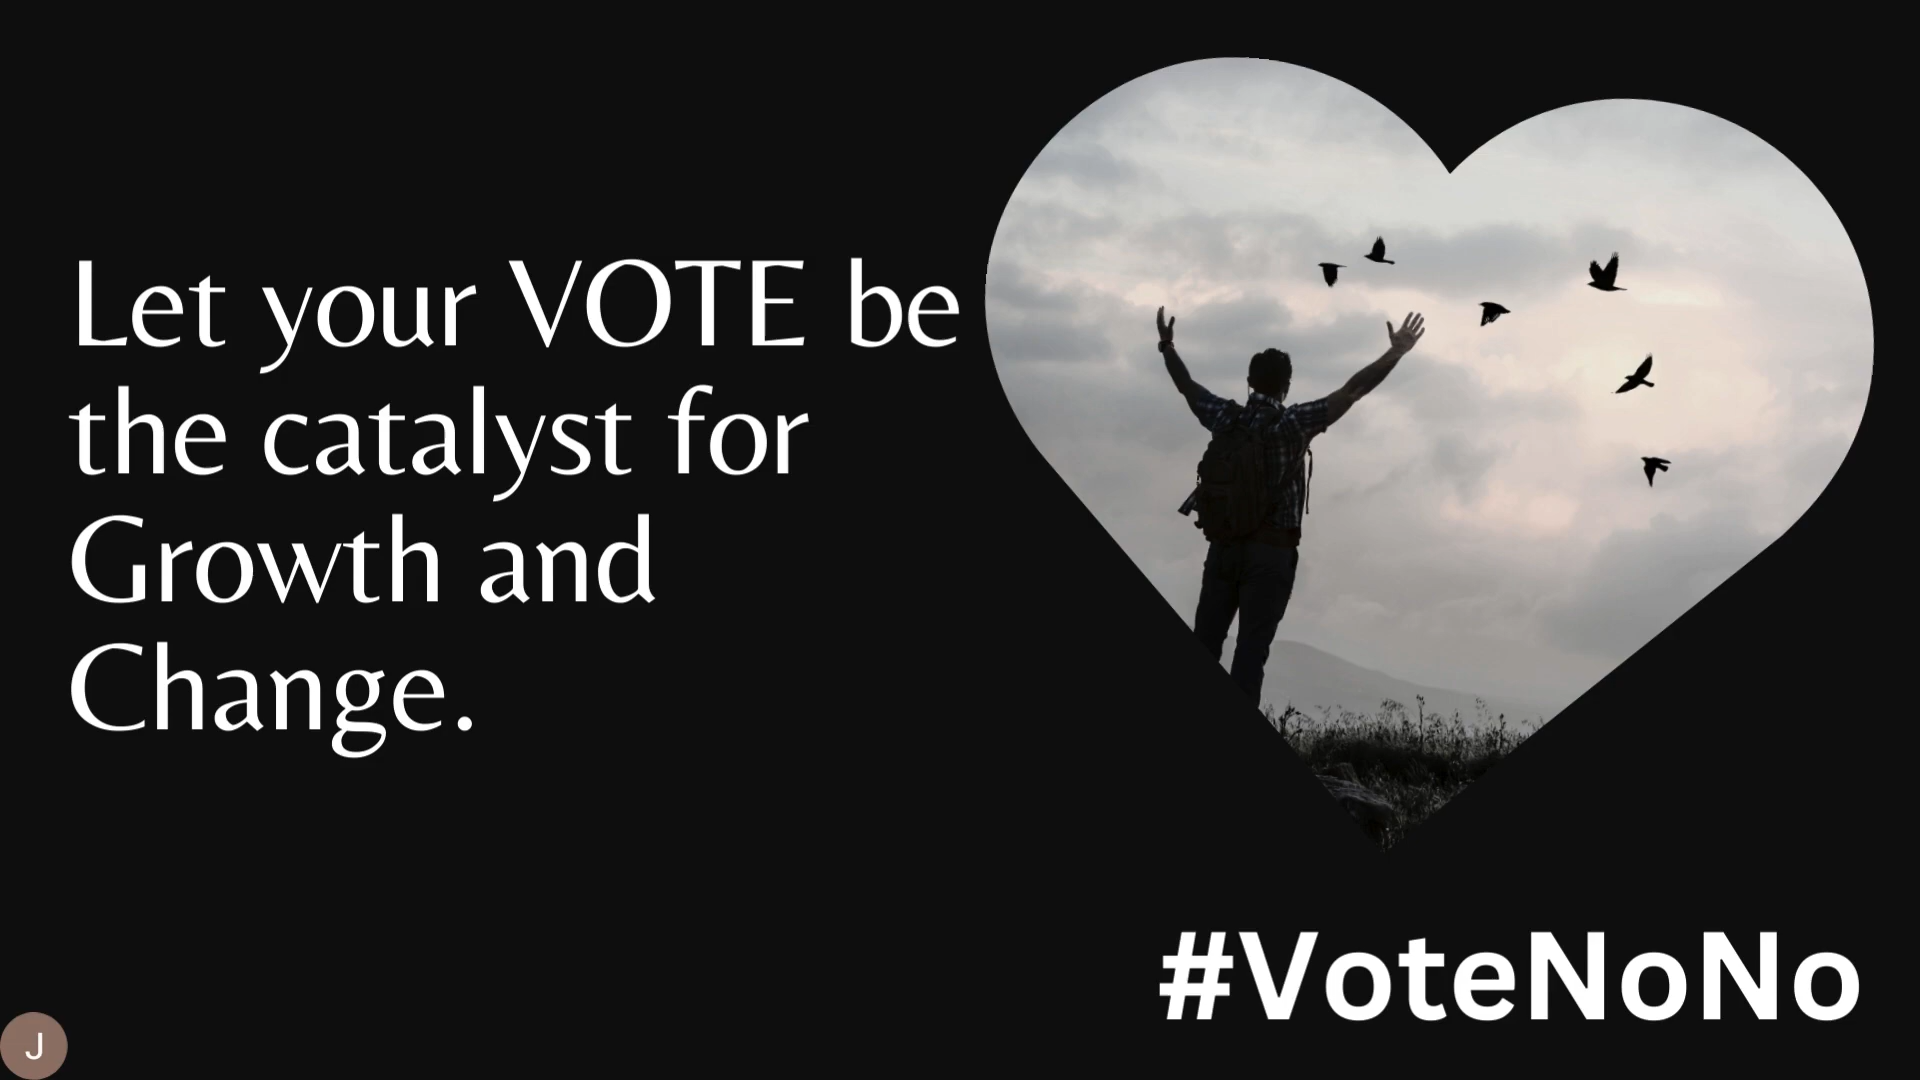 Let your VOTE be
the catalyst for
Growth and
Change.
#VoteNoNo
J